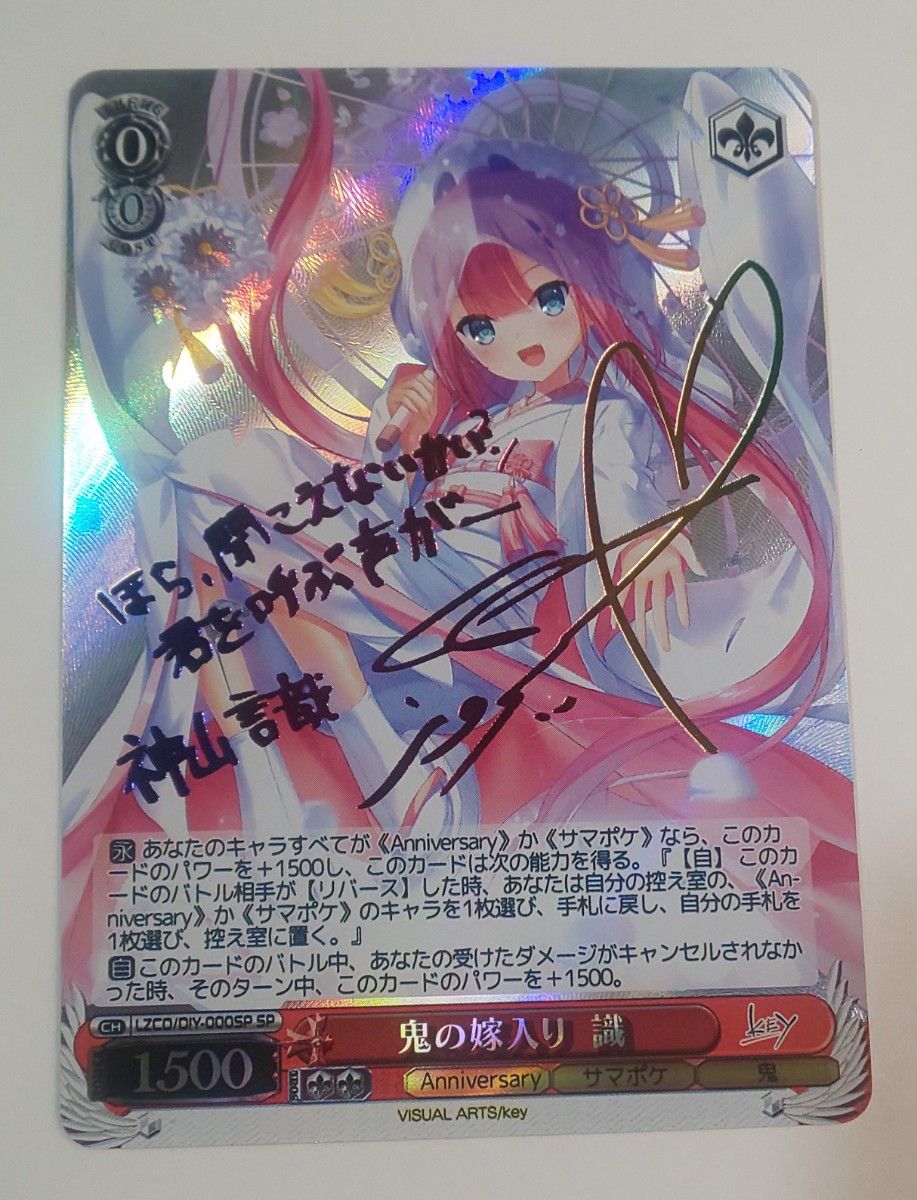 0
0
COST
ほら、聞こえないかい?
君を呼ぶ声が―
神山 識
永 あなたのキャラすべてが《Anniversary》か《サマポケ》なら、このカ
ードのパワーを+1500し、このカードは次の能力を得る。『【自】 このカ
ードのバトル相手が【リバース】した時、あなたは自分の控え室の、《An-
niversary》か《サマポケ》のキャラを1枚選び、手札に戻し、自分の手札を
1枚選び、控え室に置く。』
自 このカードのバトル中、あなたの受けたダメージがキャンセルされなか
った時、そのターン中、このカードのパワーを+1500。
CH LZCD/DIY-000SP SP
鬼の嫁入り 識
Key
1500
SOUL
Anniversary サマポケ 鬼
VISUAL ARTS/key